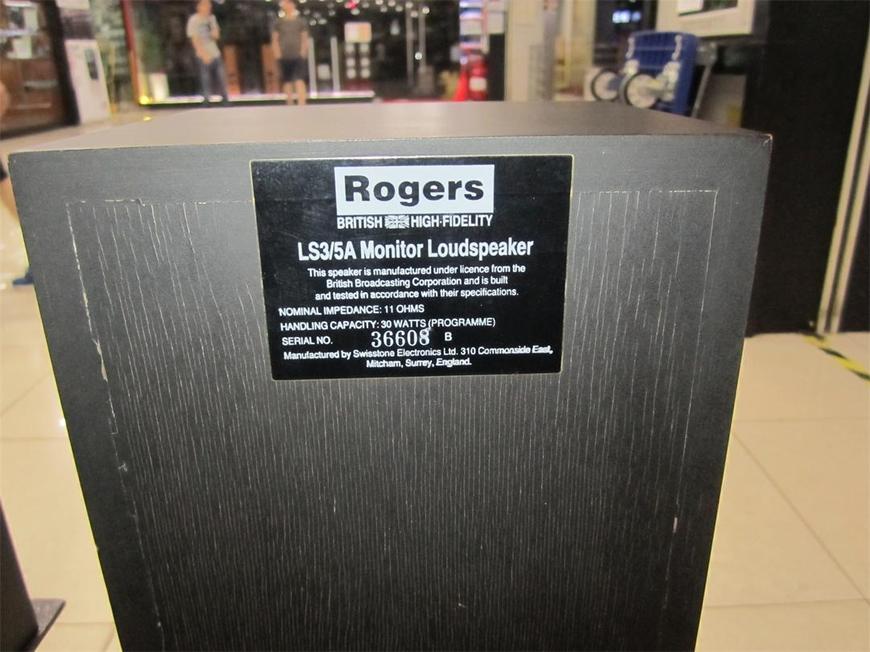 Rogers
BRITISH HIGH-FIDELITY
LS3/5A Monitor Loudspeaker
This speaker is manufactured under licence from the
British Broadcasting Corporation and is built
and tested in accordance with their specifications.
NOMINAL IMPEDANCE: 11 OHMS
HANDLING CAPACITY: 30 WATTS (PROGRAMME)
SERIAL NO. 36608 B
Manufactured by Swisstone Electronics Ltd. 310 Commonside East,
Mitcham, Surrey, England.